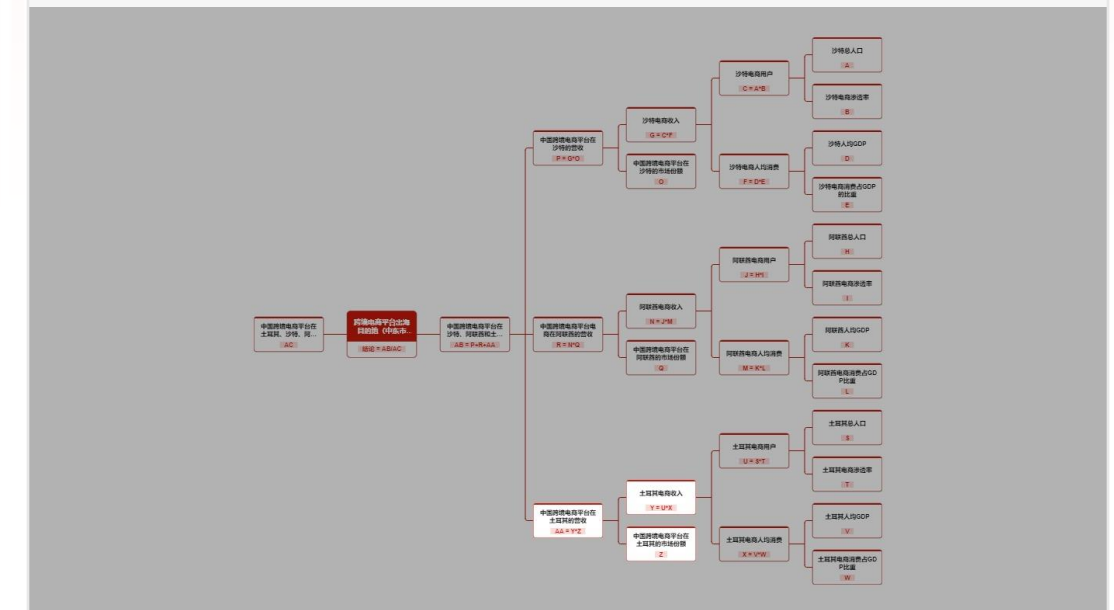 沙特总人口
A
沙特电商用户
C = A*B
沙特电商渗透率
B
沙特电商收入
G = C*F
中国跨境电商平台在
沙特的营收
P = G*O
沙特人均GDP
D
中国跨境电商平台在
沙特的市场份额
O
沙特电商人均消费
F = D*E
沙特电商消费占GDP
的比重
E
阿联酋总人口
H
阿联酋电商用户
J = H*I
阿联酋电商渗透率
I
阿联酋电商收入
N = J*M
中国跨境电商平台在
土耳其、沙特、阿...
AC
跨境电商平台出海
目的地（中东市...
结论 = AB/AC
中国跨境电商平台在
沙特、阿联酋和土...
AB = P+R+AA
中国跨境电商平台电
商在阿联酋的营收
R = N*Q
阿联酋人均GDP
K
中国跨境电商平台在
阿联酋的市场份额
Q
阿联酋电商人均消费
M = K*L
阿联酋电商消费占GD
P比重
L
土耳其总人口
S
土耳其电商用户
U = S*T
土耳其电商渗透率
T
土耳其电商收入
Y = U*X
中国跨境电商平台在
土耳其的营收
AA = Y*Z
土耳其人均GDP
V
中国跨境电商平台在
土耳其的市场份额
Z
土耳其电商人均消费
X = V*W
土耳其电商消费占GD
P比重
W